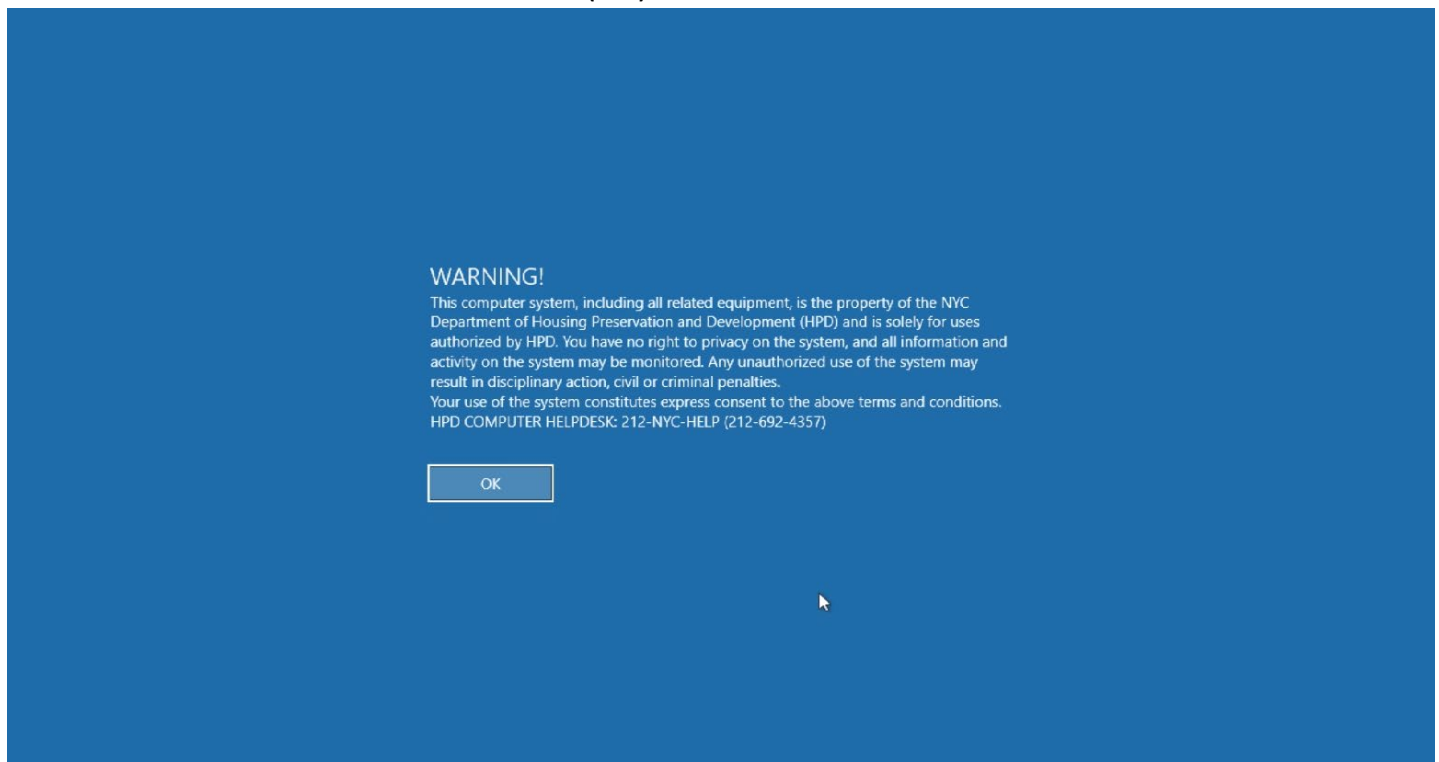 WARNING!
This computer system, including all related equipment, is the property of the NYC
Department of Housing Preservation and Development (HPD) and is solely for uses
authorized by HPD. You have no right to privacy on the system, and all information and
activity on the system may be monitored. Any unauthorized use of the system may
result in disciplinary action, civil or criminal penalties.
Your use of the system constitutes express consent to the above terms and conditions.
HPD COMPUTER HELPDESK: 212-NYC-HELP (212-692-4357)
OK